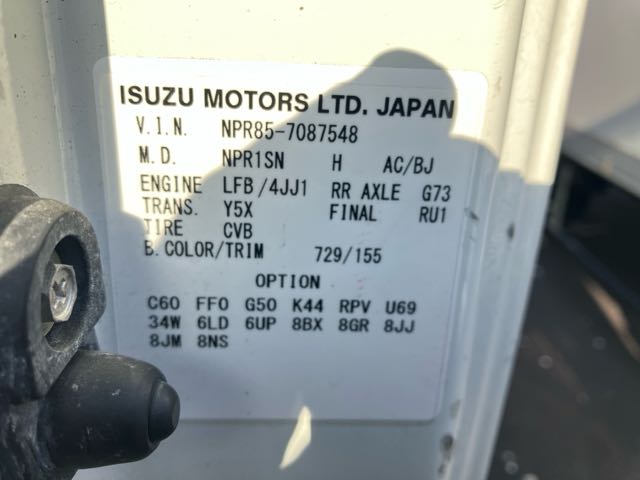 ISUZU MOTORS LTD. JAPAN
V.I.N. NPR85-7087548
M.D. NPR1SN H AC/BJ
ENGINE LFB/4JJ1 RR AXLE G73
TRANS. Y5X FINAL RU1
TIRE CVB
B.COLOR/TRIM 729/155
OPTION
C60 FF0 G50 K44 RPV U69
34W 6LD 6UP 8BX 8GR 8JJ
8JM 8NS